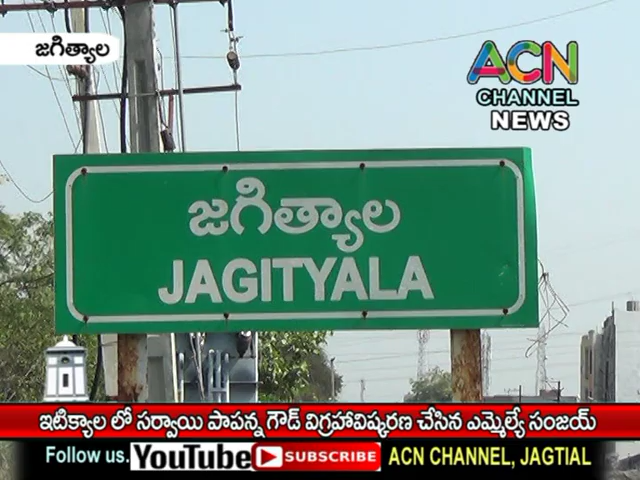 జగిత్యాల
ACN
CHANNEL
NEWS
జగిత్యాల
JAGITYALA
ఇటిక్యాల లో సర్వాయి పాపన్న గౌడ్ విగ్రహావిష్కరణ చేసిన ఎమ్మెల్యే సంజయ్
Follow us. YouTube SUBSCRIBE ACN CHANNEL, JAGTIAL